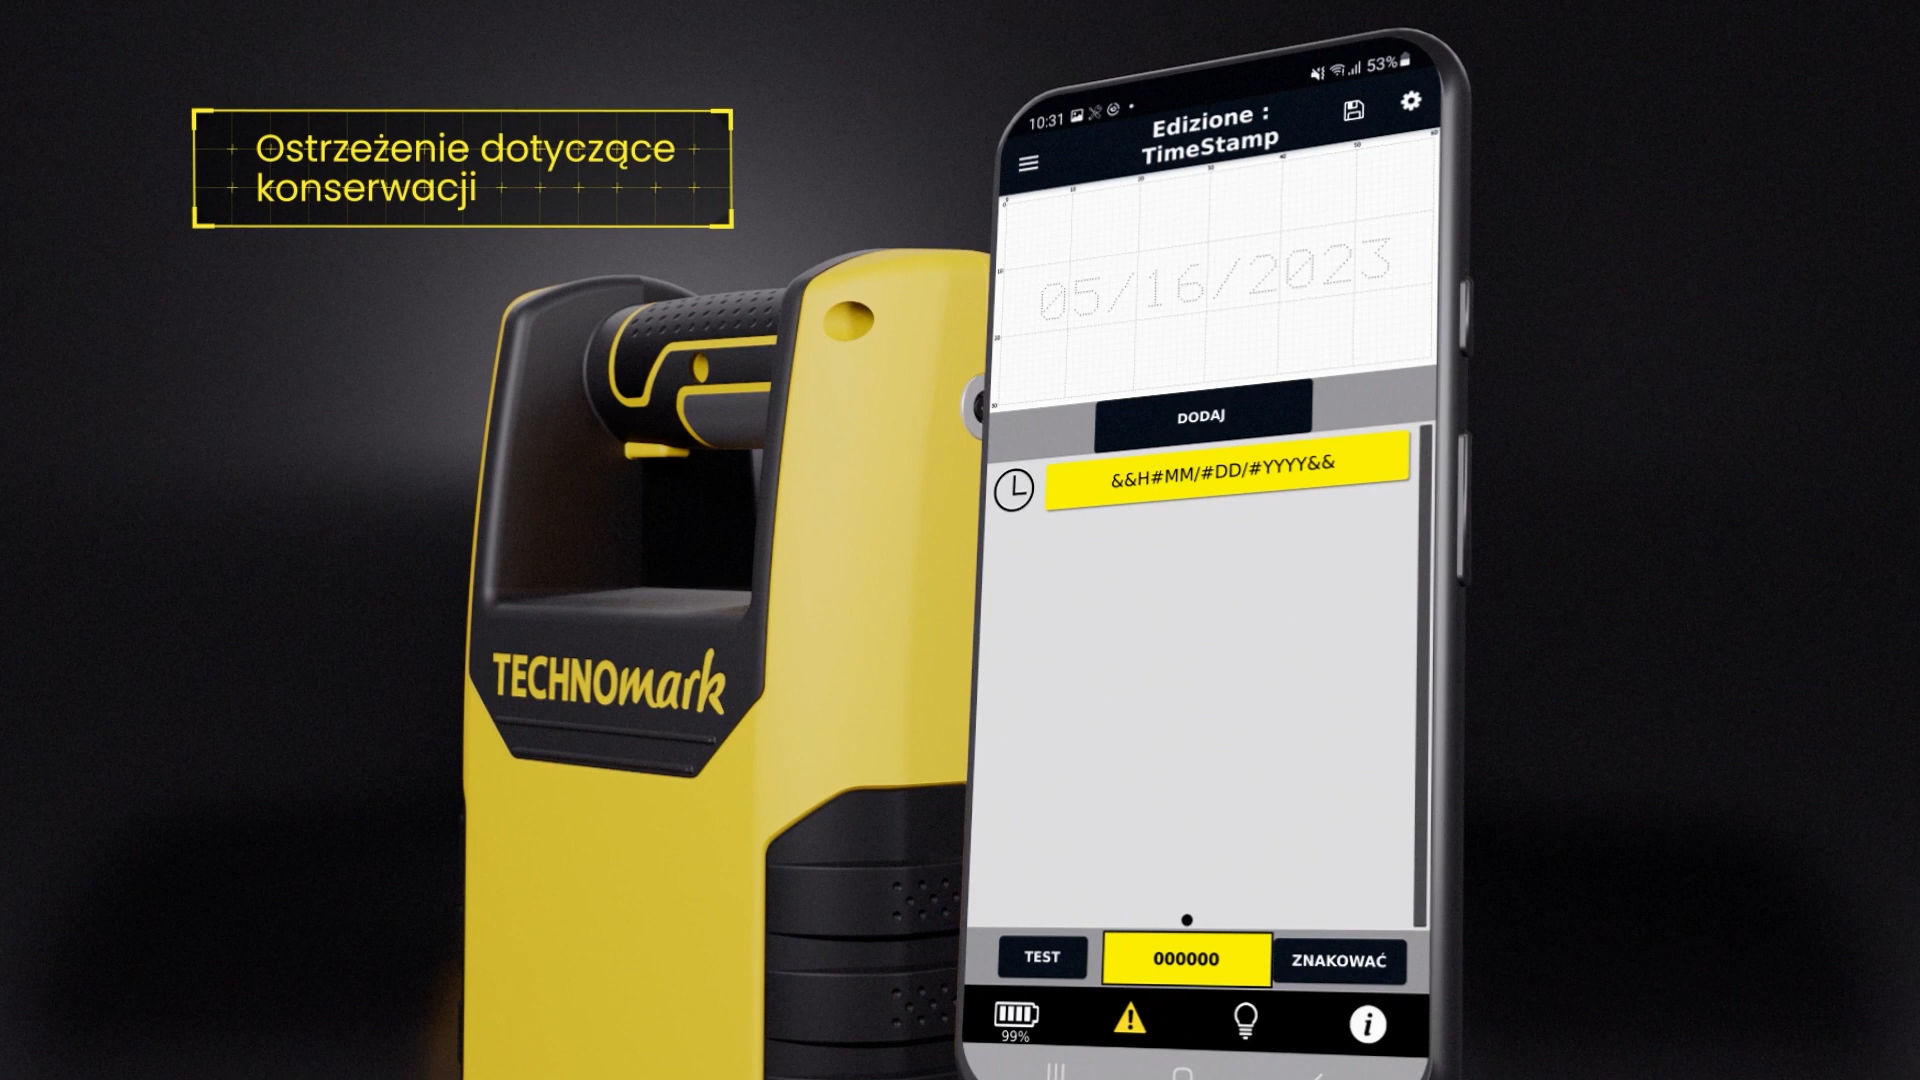 Ostrzeżenie dotyczące
konserwacji
10:31
53%
Edizione :
TimeStamp
05/16/2023
DODAJ
&&H#MM/#DD/#YYYY&&
TECHNOmark
TEST
000000
ZNAKOWAĆ
99%